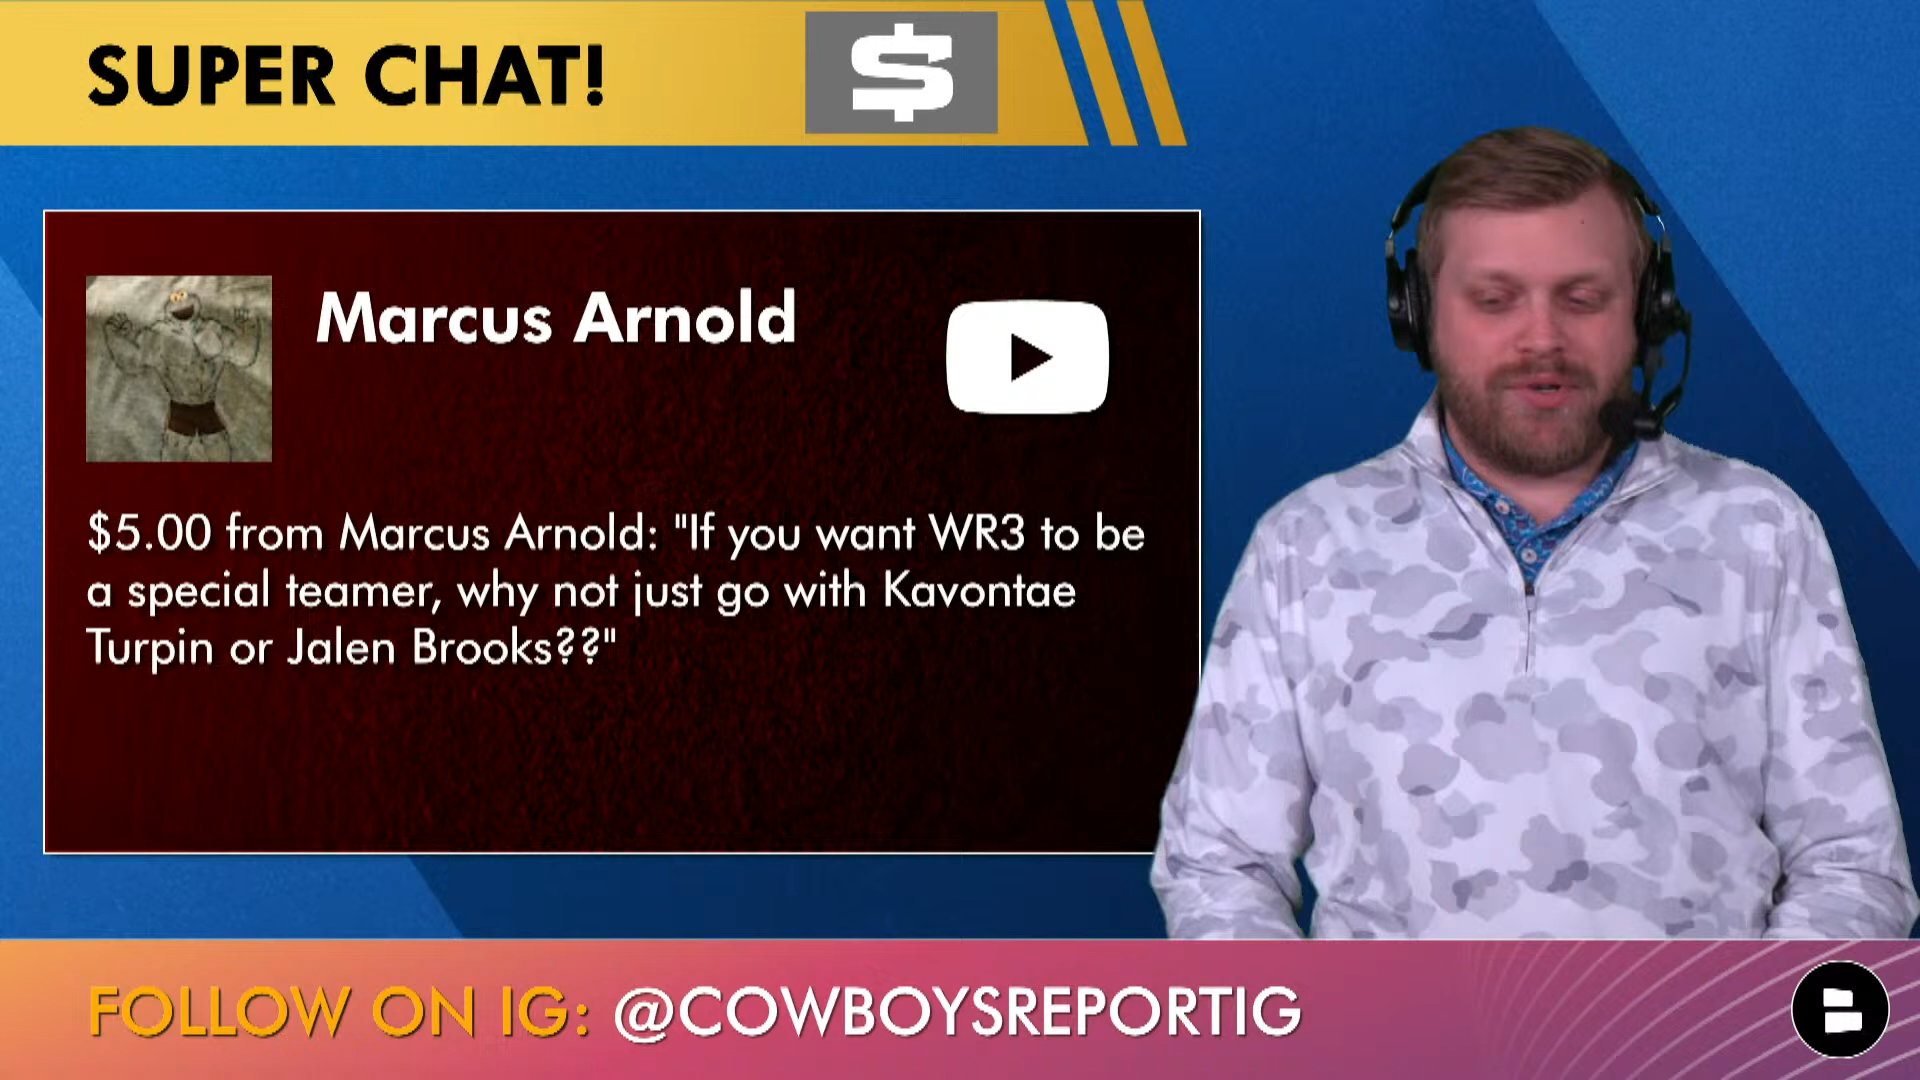 SUPER CHAT!
$
Marcus Arnold
$5.00 from Marcus Arnold: "If you want WR3 to be
a special teamer, why not just go with Kavontae
Turpin or Jalen Brooks??"
FOLLOW ON IG: @COWBOYSREPORTIG